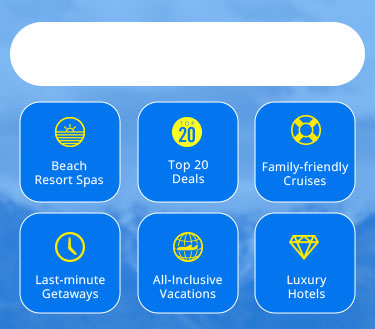 Beach
Resort Spas
TOP
20
Top 20
Deals
Family-friendly
Cruises
Last-minute
Getaways
All-Inclusive
Vacations
Luxury
Hotels